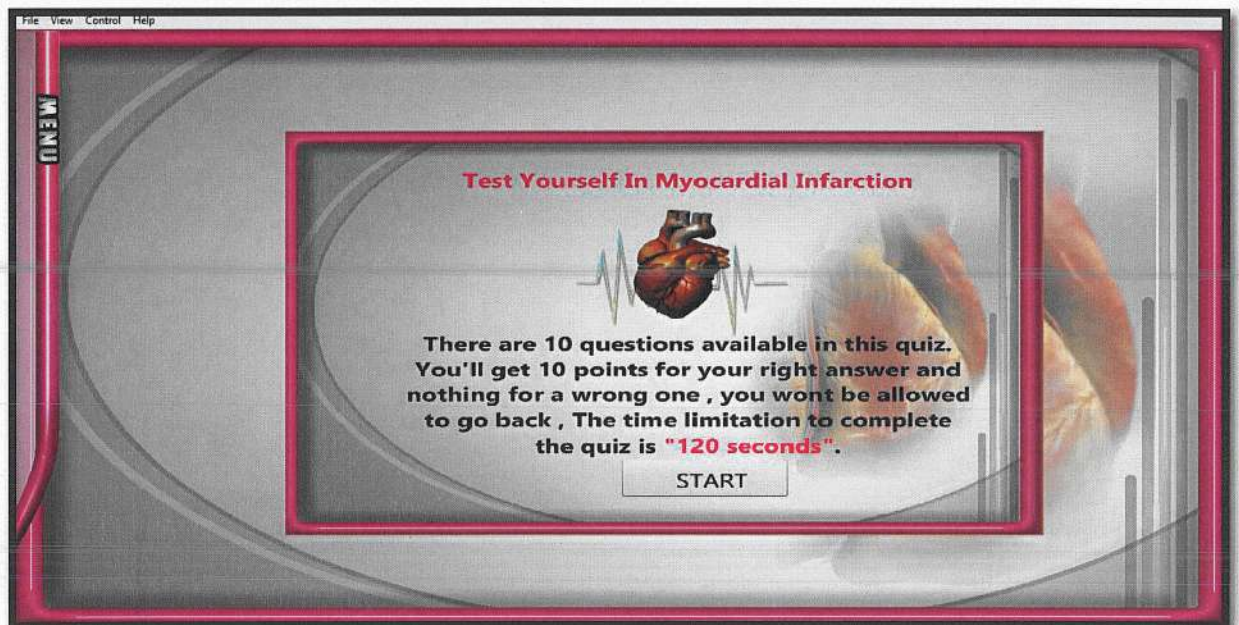 File View Control Help
MENU
Test Yourself In Myocardial Infarction
There are 10 questions available in this quiz.
You'll get 10 points for your right answer and
nothing for a wrong one , you wont be allowed
to go back , The time limitation to complete
the quiz is "120 seconds".
START